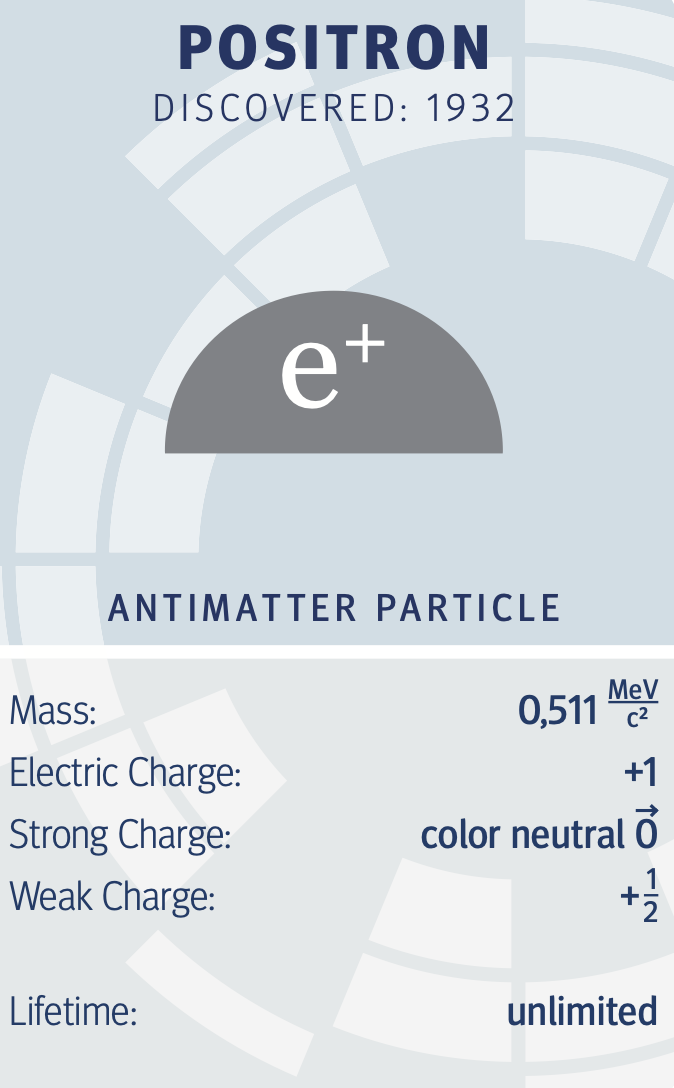 POSITRON
DISCOVERED: 1932
e⁺
ANTIMATTER PARTICLE
Mass: 0,511 MeV/c²
Electric Charge: +1
Strong Charge: color neutral 0⃗
Weak Charge: +1/2
Lifetime: unlimited